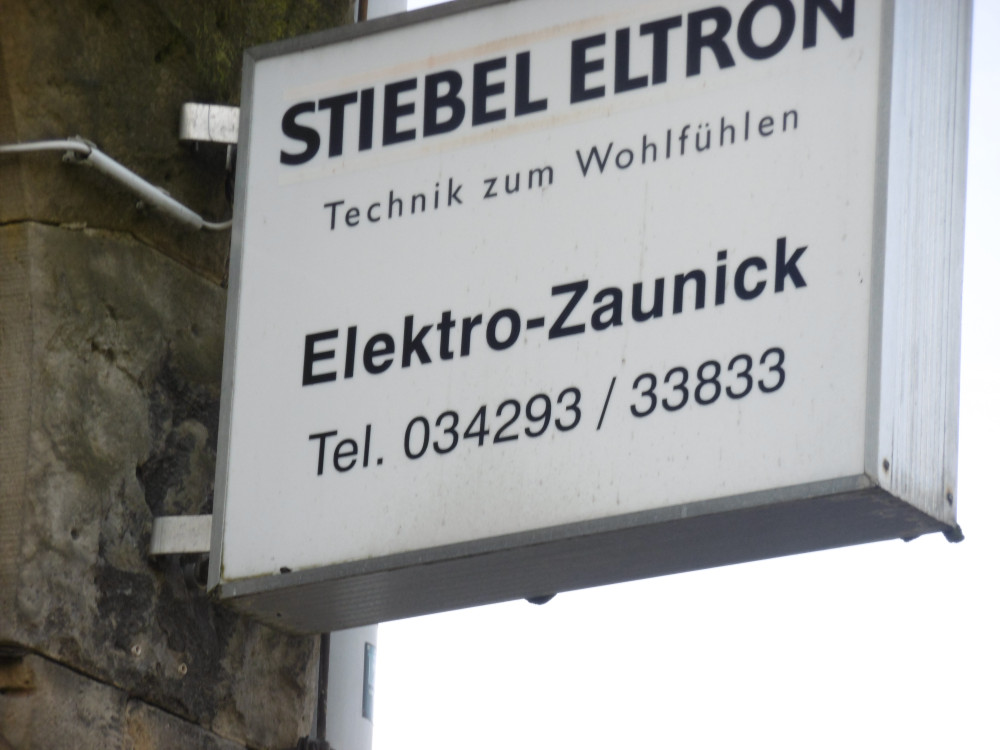 STIEBEL ELTRON
Technik zum Wohlfühlen
Elektro-Zaunick
Tel. 034293 / 33833